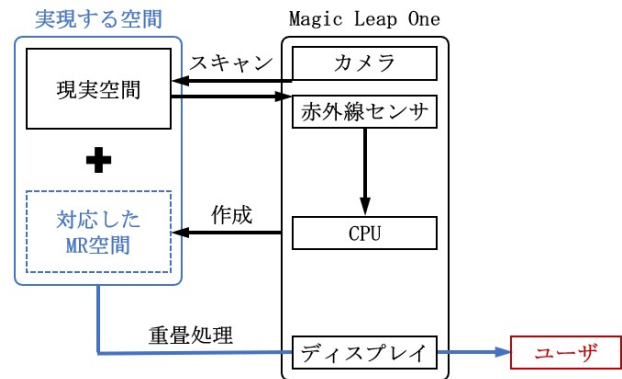 実現する空間
Magic Leap One
スキャン
カメラ
現実空間
赤外線センサ
対応した
MR空間
作成
CPU
重畳処理
ディスプレイ
ユーザ